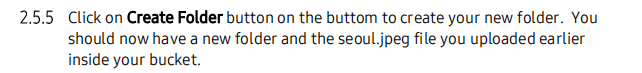 2.5.5 Click on Create Folder button on the buttom to create your new folder. You
should now have a new folder and the seoul.jpeg file you uploaded earlier
inside your bucket.